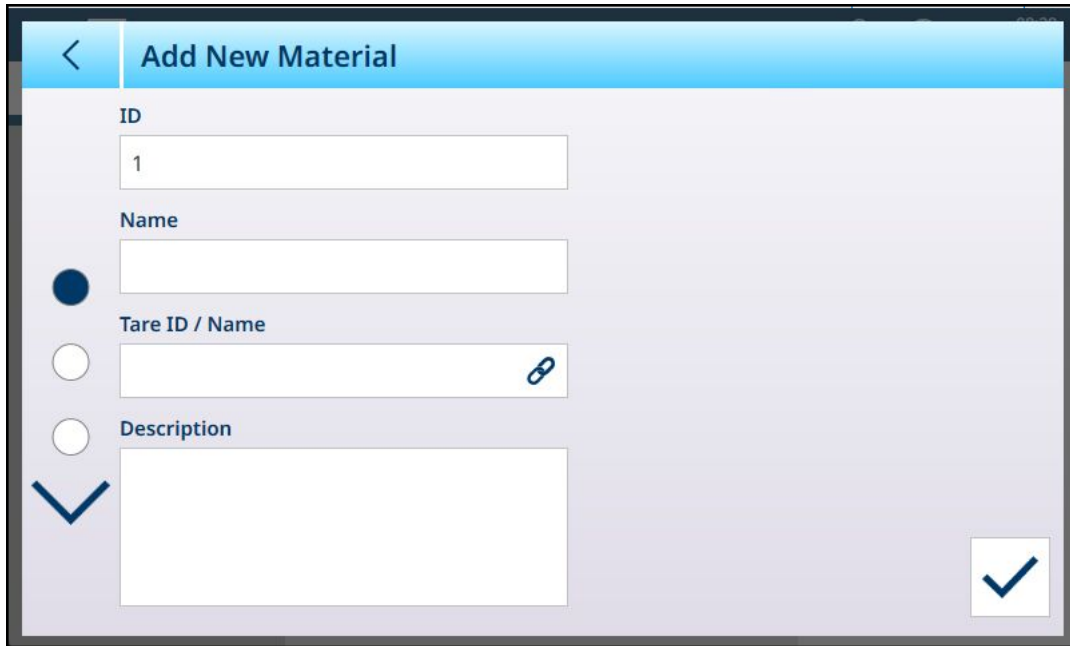 Add New Material
ID
1
Name
Tare ID / Name
Description